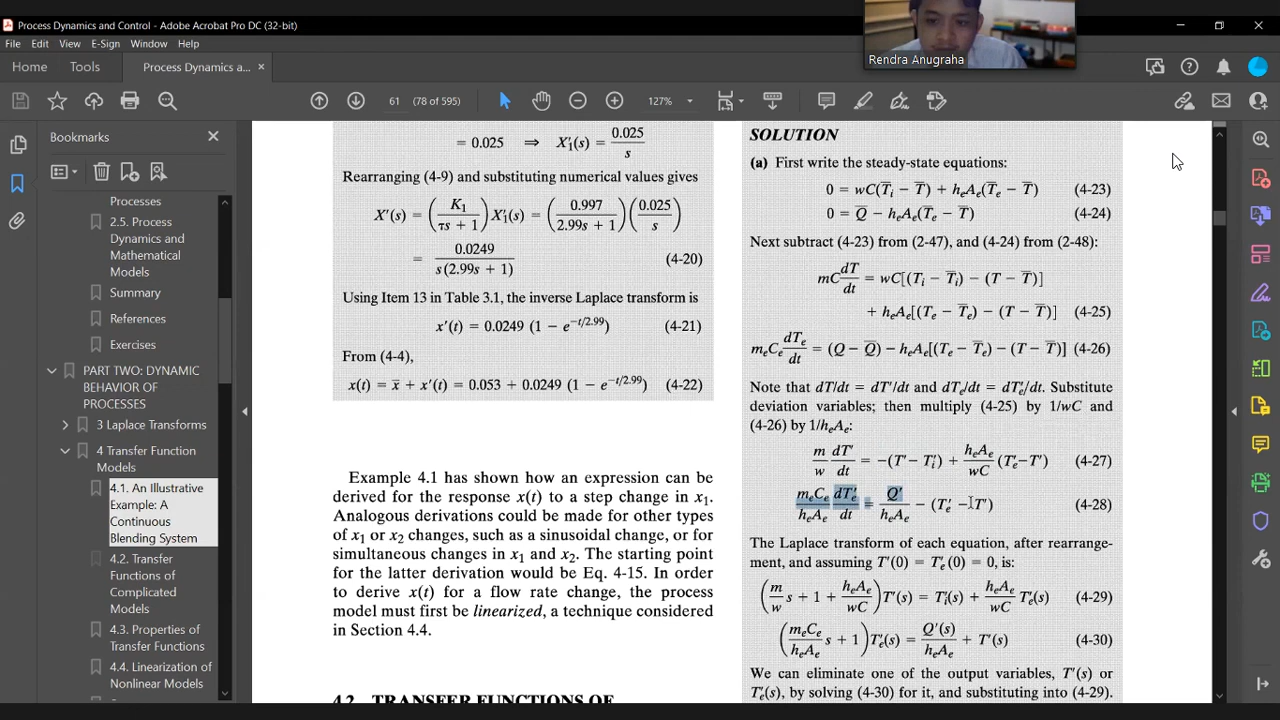 Process Dynamics and Control - Adobe Acrobat Pro DC (32-bit)
File Edit View E-Sign Window Help
Rendra Anugraha
Home Tools Process Dynamics a... ×
61 (78 of 595) 127%
Bookmarks
Processes
2.5. Process
Dynamics and
Mathematical
Models
Summary
References
Exercises
PART TWO: DYNAMIC
BEHAVIOR OF
PROCESSES
3 Laplace Transforms
4 Transfer Function
Models
4.1. An Illustrative
Example: A
Continuous
Blending System
4.2. Transfer
Functions of
Complicated
Models
4.3. Properties of
Transfer Functions
4.4. Linearization of
Nonlinear Models
= 0.025 ⟹ X′₁(s) = 0.025/s
Rearranging (4-9) and substituting numerical values gives
X′(s) = (K₁/(τs + 1)) X′₁(s) = (0.997/(2.99s + 1)) (0.025/s)
= 0.0249/(s(2.99s + 1)) (4-20)
Using Item 13 in Table 3.1, the inverse Laplace transform is
x′(t) = 0.0249 (1 − e^(−t/2.99)) (4-21)
From (4-4),
x(t) = x̄ + x′(t) = 0.053 + 0.0249 (1 − e^(−t/2.99)) (4-22)
Example 4.1 has shown how an expression can be
derived for the response x(t) to a step change in x₁.
Analogous derivations could be made for other types
of x₁ or x₂ changes, such as a sinusoidal change, or for
simultaneous changes in x₁ and x₂. The starting point
for the latter derivation would be Eq. 4-15. In order
to derive x(t) for a flow rate change, the process
model must first be linearized, a technique considered
in Section 4.4.
4.2 TRANSFER FUNCTIONS OF
SOLUTION
(a) First write the steady-state equations:
0 = wC(T̄ᵢ − T̄) + hₑAₑ(T̄ₑ − T̄) (4-23)
0 = Q̄ − hₑAₑ(T̄ₑ − T̄) (4-24)
Next subtract (4-23) from (2-47), and (4-24) from (2-48):
mC dT/dt = wC[(Tᵢ − T̄ᵢ) − (T − T̄)]
+ hₑAₑ[(Tₑ − T̄ₑ) − (T − T̄)] (4-25)
mₑCₑ dTₑ/dt = (Q − Q̄) − hₑAₑ[(Tₑ − T̄ₑ) − (T − T̄)] (4-26)
Note that dT/dt = dT′/dt and dTₑ/dt = dT′ₑ/dt. Substitute
deviation variables; then multiply (4-25) by 1/wC and
(4-26) by 1/hₑAₑ:
m/w dT′/dt = −(T′ − T′ᵢ) + hₑAₑ/wC (T′ₑ − T′) (4-27)
mₑCₑ/hₑAₑ dT′ₑ/dt = Q′/hₑAₑ − (T′ₑ − T′) (4-28)
The Laplace transform of each equation, after rearrange-
ment, and assuming T′(0) = T′ₑ(0) = 0, is:
(m/w s + 1 + hₑAₑ/wC) T′(s) = T′ᵢ(s) + hₑAₑ/wC T′ₑ(s) (4-29)
(mₑCₑ/hₑAₑ s + 1) T′ₑ(s) = Q′(s)/hₑAₑ + T′(s) (4-30)
We can eliminate one of the output variables, T′(s) or
T′ₑ(s), by solving (4-30) for it, and substituting into (4-29).